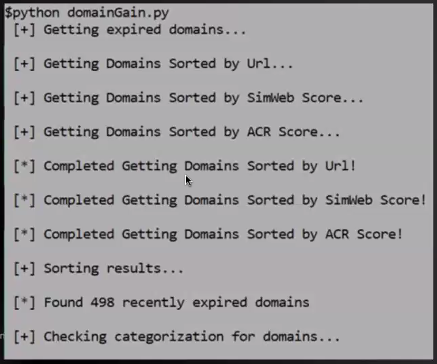 $python domainGain.py
[+] Getting expired domains...
[+] Getting Domains Sorted by Url...
[+] Getting Domains Sorted by SimWeb Score...
[+] Getting Domains Sorted by ACR Score...
[*] Completed Getting Domains Sorted by Url!
[*] Completed Getting Domains Sorted by SimWeb Score!
[*] Completed Getting Domains Sorted by ACR Score!
[+] Sorting results...
[*] Found 498 recently expired domains
[+] Checking categorization for domains...